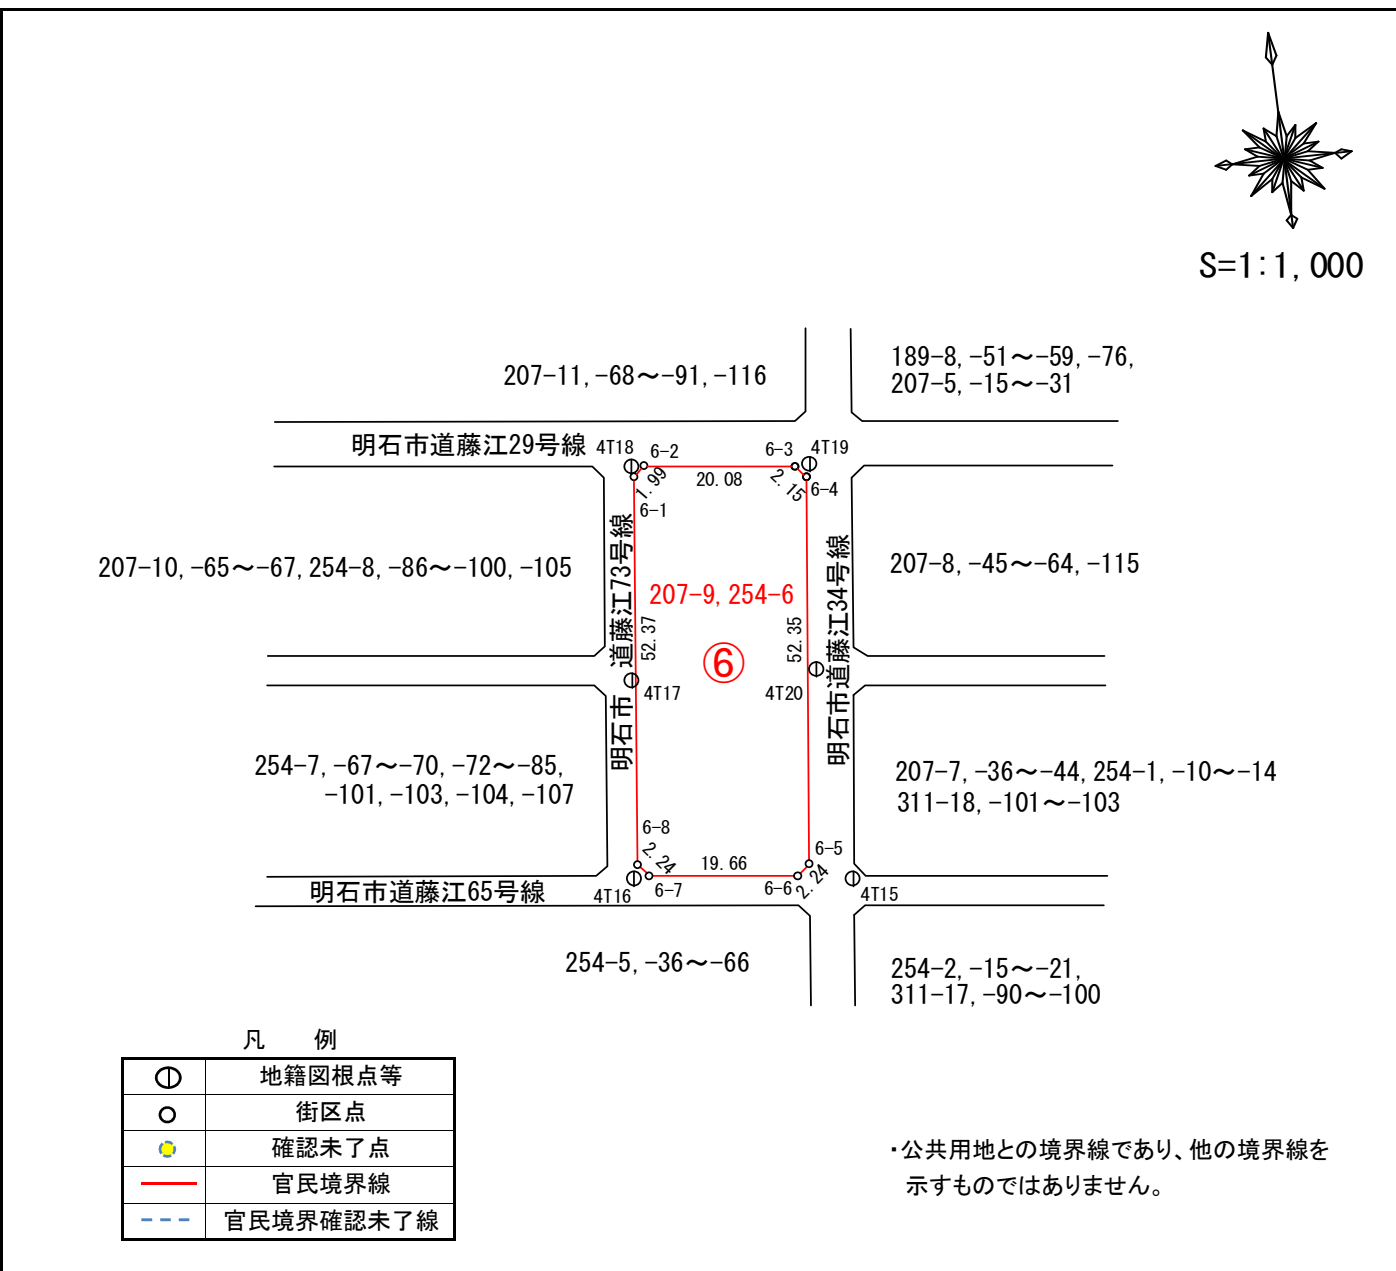 S=1:1,000
189-8, -51～-59, -76,
207-5, -15～-31
207-11, -68～-91, -116
明石市道藤江29号線
4T18
6-2
6-3
4T19
1.99
20.08
2.15
6-4
6-1
207-10, -65～-67, 254-8, -86～-100, -105
明石市 道藤江73号線
207-9, 254-6
明石市道藤江34号線
207-8, -45～-64, -115
52.37
52.35
⑥
4T17
4T20
254-7, -67～-70, -72～-85,
-101, -103, -104, -107
207-7, -36～-44, 254-1, -10～-14
311-18, -101～-103
6-8
2.24
6-5
19.66
2.24
明石市道藤江65号線
4T16
6-7
6-6
4T15
254-5, -36～-66
254-2, -15～-21,
311-17, -90～-100
凡 例
地籍図根点等
街区点
確認未了点
官民境界線
官民境界確認未了線
・公共用地との境界線であり、他の境界線を
示すものではありません。